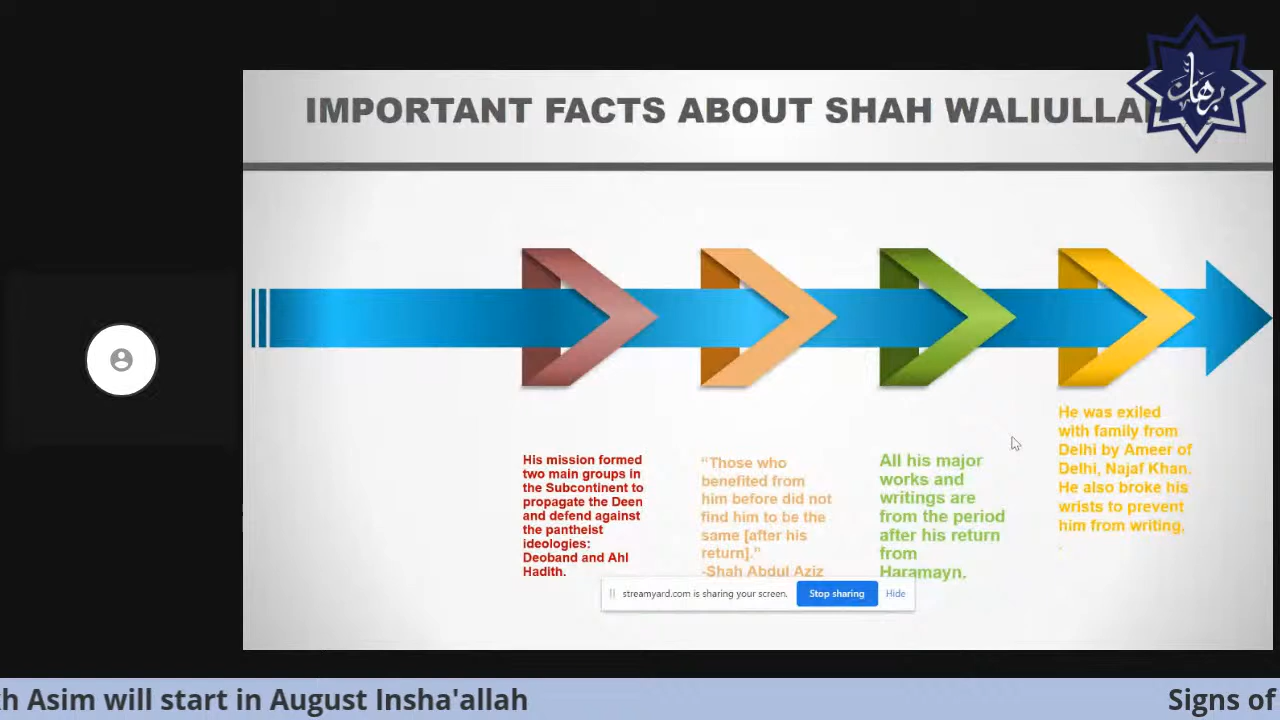 IMPORTANT FACTS ABOUT SHAH WALIULLAH
برهان
His mission formed
two main groups in
the Subcontinent to
propagate the Deen
and defend against
the pantheist
ideologies:
Deoband and Ahl
Hadith.
“Those who
benefited from
him before did not
find him to be the
same [after his
return].”
-Shah Abdul Aziz
All his major
works and
writings are
from the period
after his return
from
Haramayn.
He was exiled
with family from
Delhi by Ameer of
Delhi, Najaf Khan.
He also broke his
wrists to prevent
him from writing.
.
streamyard.com is sharing your screen. Stop sharing Hide
kh Asim will start in August Insha'allah Signs of